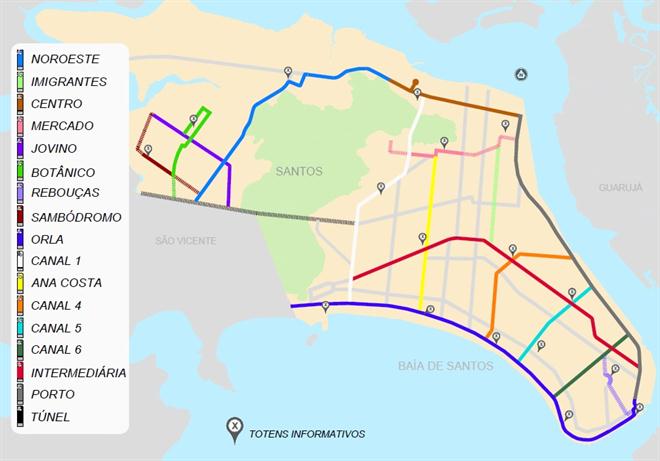 NOROESTE
IMIGRANTES
CENTRO
MERCADO
JOVINO
BOTÂNICO
REBOUÇAS
SAMBÓDROMO
ORLA
CANAL 1
ANA COSTA
CANAL 4
CANAL 5
CANAL 6
INTERMEDIÁRIA
PORTO
TÚNEL
SANTOS
GUARUJÁ
SÃO VICENTE
BAÍA DE SANTOS
X TOTENS INFORMATIVOS